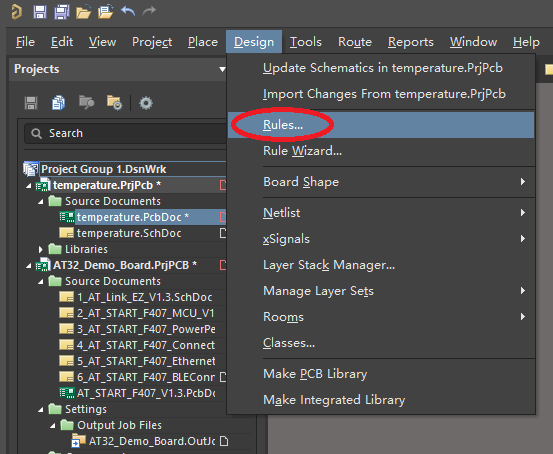 File Edit View Project Place Design Tools Route Reports Window Help
Projects
Update Schematics in temperature.PrjPcb
Import Changes From temperature.PrjPcb
Search
Rules...
Rule Wizard...
Project Group 1.DsnWrk
temperature.PrjPcb *
Board Shape
Source Documents
temperature.PcbDoc *
Netlist
temperature.SchDoc
xSignals
Libraries
AT32_Demo_Board.PrjPCB *
Layer Stack Manager...
Source Documents
Manage Layer Sets
1_AT_Link_EZ_V1.3.SchDoc
2_AT_START_F407_MCU_V1
Rooms
3_AT_START_F407_PowerPe
4_AT_START_F407_Connect
Classes...
5_AT_START_F407_Ethernet
6_AT_START_F407_BLEConn
Make PCB Library
AT_START_F407_V1.3.PcbDoc
Make Integrated Library
Settings
Output Job Files
AT32_Demo_Board.OutJo